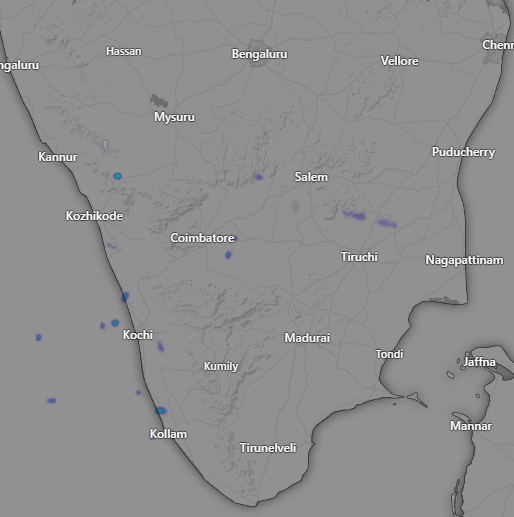 Hassan
Bengaluru
Chenn
ngaluru
Vellore
Mysuru
Kannur
Puducherry
Salem
Kozhikode
Coimbatore
Tiruchi
Nagapattinam
Kochi
Madurai
Tondi
Kumily
Jaffna
Kollam
Mannar
Tirunelveli